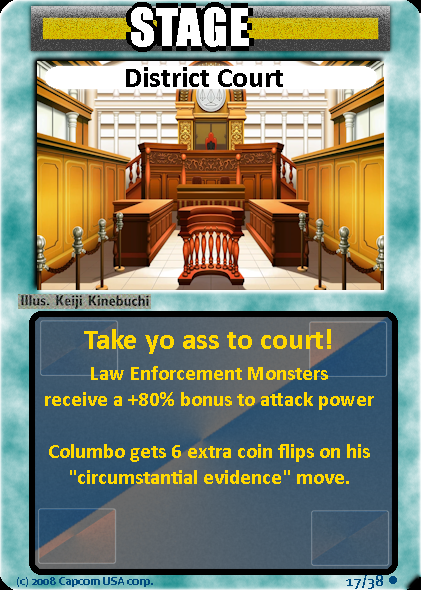 STAGE
District Court
Illus. Keiji Kinebuchi
Take yo ass to court!
Law Enforcement Monsters
receive a +80% bonus to attack power
Columbo gets 6 extra coin flips on his
"circumstantial evidence" move.
(c) 2008 Capcom USA corp.
17/38